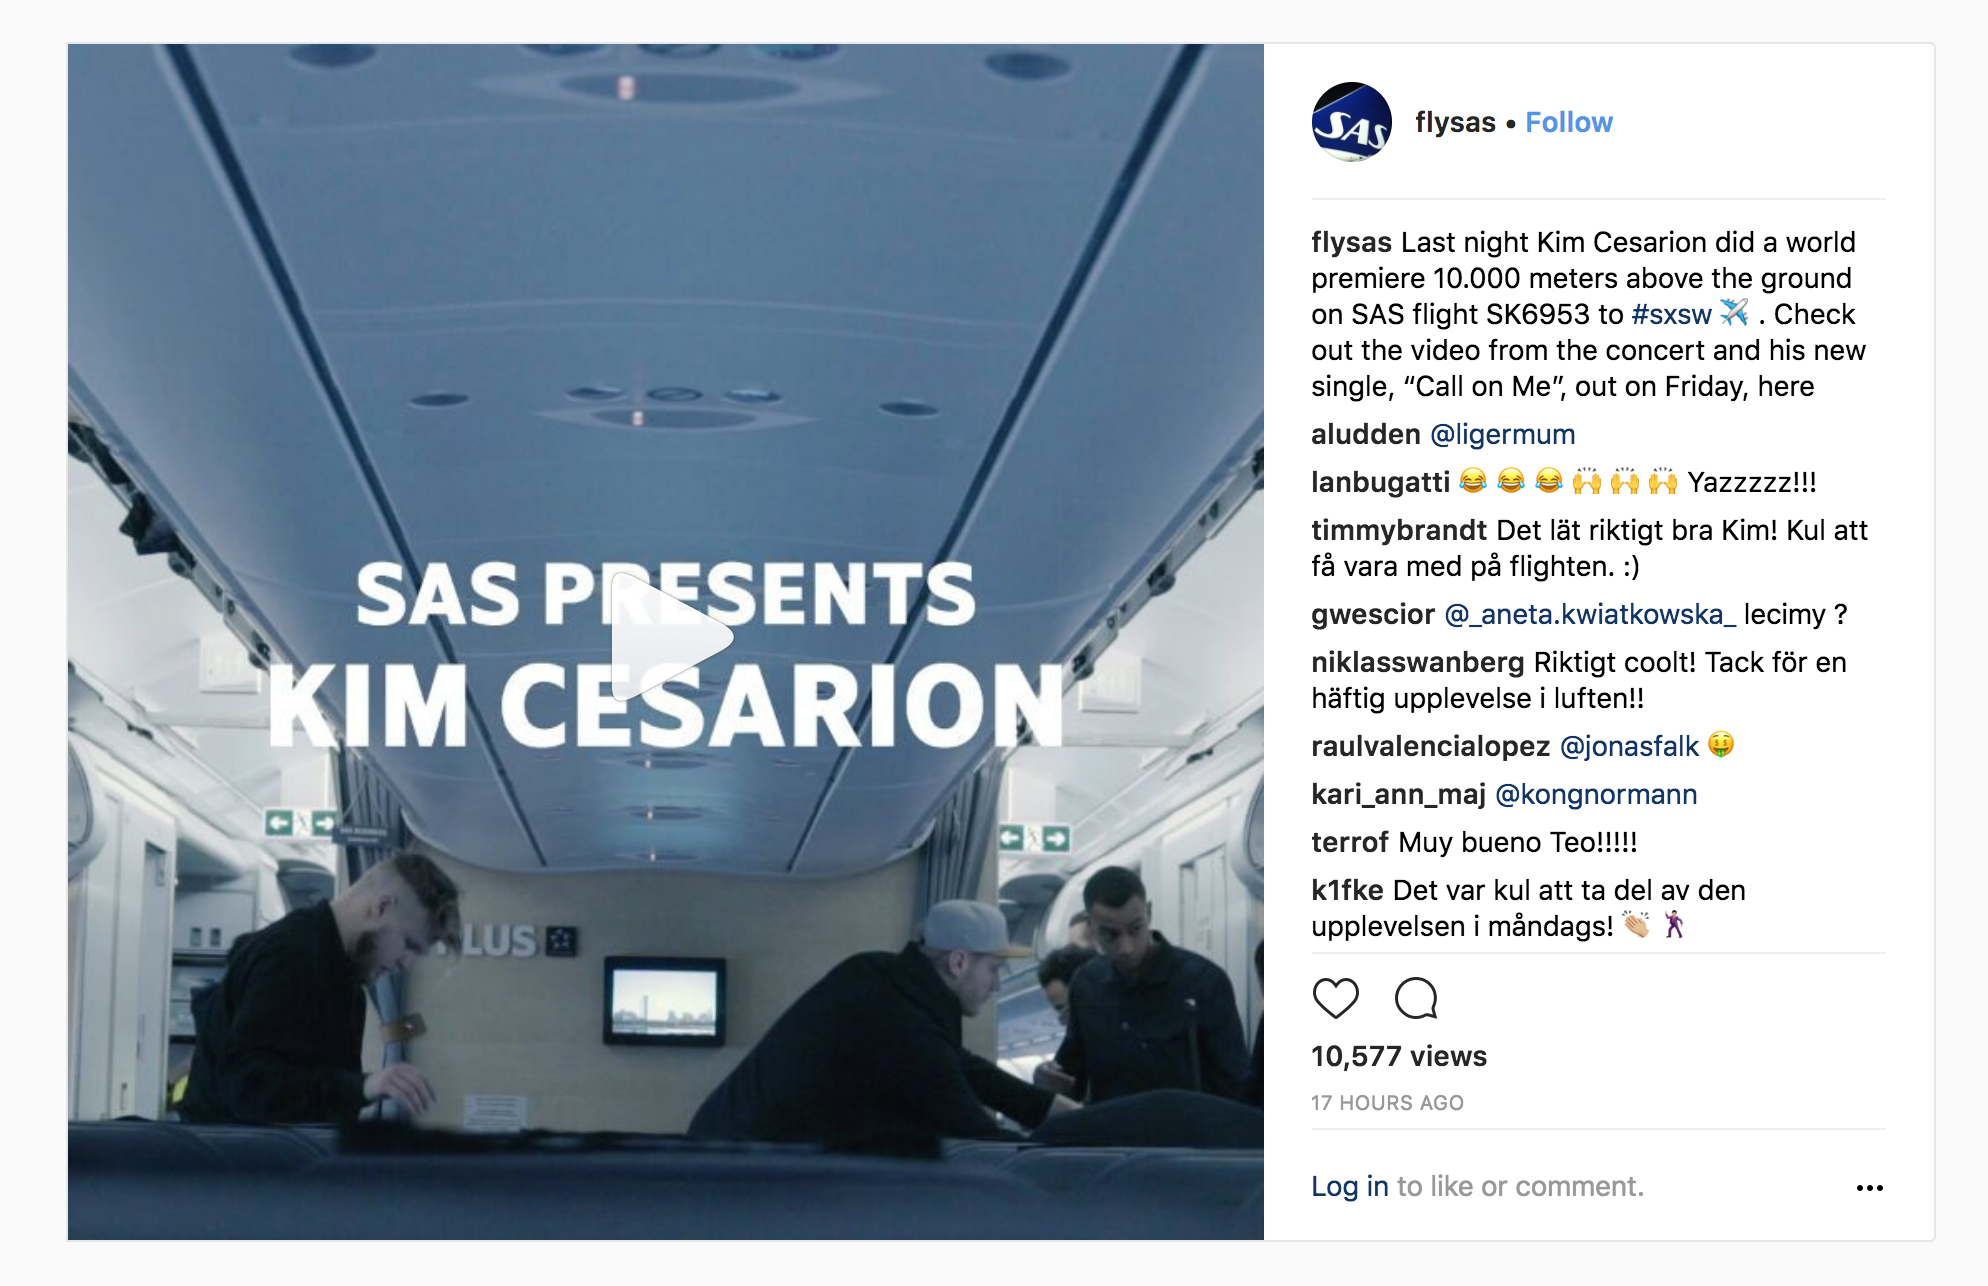 SAS PRESENTS
KIM CESARION
LUS
SAS
flysas • Follow
flysas Last night Kim Cesarion did a world
premiere 10.000 meters above the ground
on SAS flight SK6953 to #sxsw ✈️ . Check
out the video from the concert and his new
single, “Call on Me”, out on Friday, here
aludden @ligermum
lanbugatti 😂 😂 😂 🙌 🙌 🙌 Yazzzzz!!!
timmybrandt Det lät riktigt bra Kim! Kul att
få vara med på flighten. :)
gwescior @_aneta.kwiatkowska_ lecimy ?
niklasswanberg Riktigt coolt! Tack för en
häftig upplevelse i luften!!
raulvalencialopez @jonasfalk 🤑
kari_ann_maj @kongnormann
terrof Muy bueno Teo!!!!!
k1fke Det var kul att ta del av den
upplevelsen i måndags! 👏🏼 🕺
10,577 views
17 HOURS AGO
Log in to like or comment.